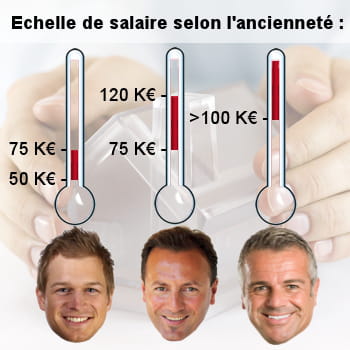 Echelle de salaire selon l'ancienneté :
120 K€
>100 K€
75 K€
75 K€
50 K€